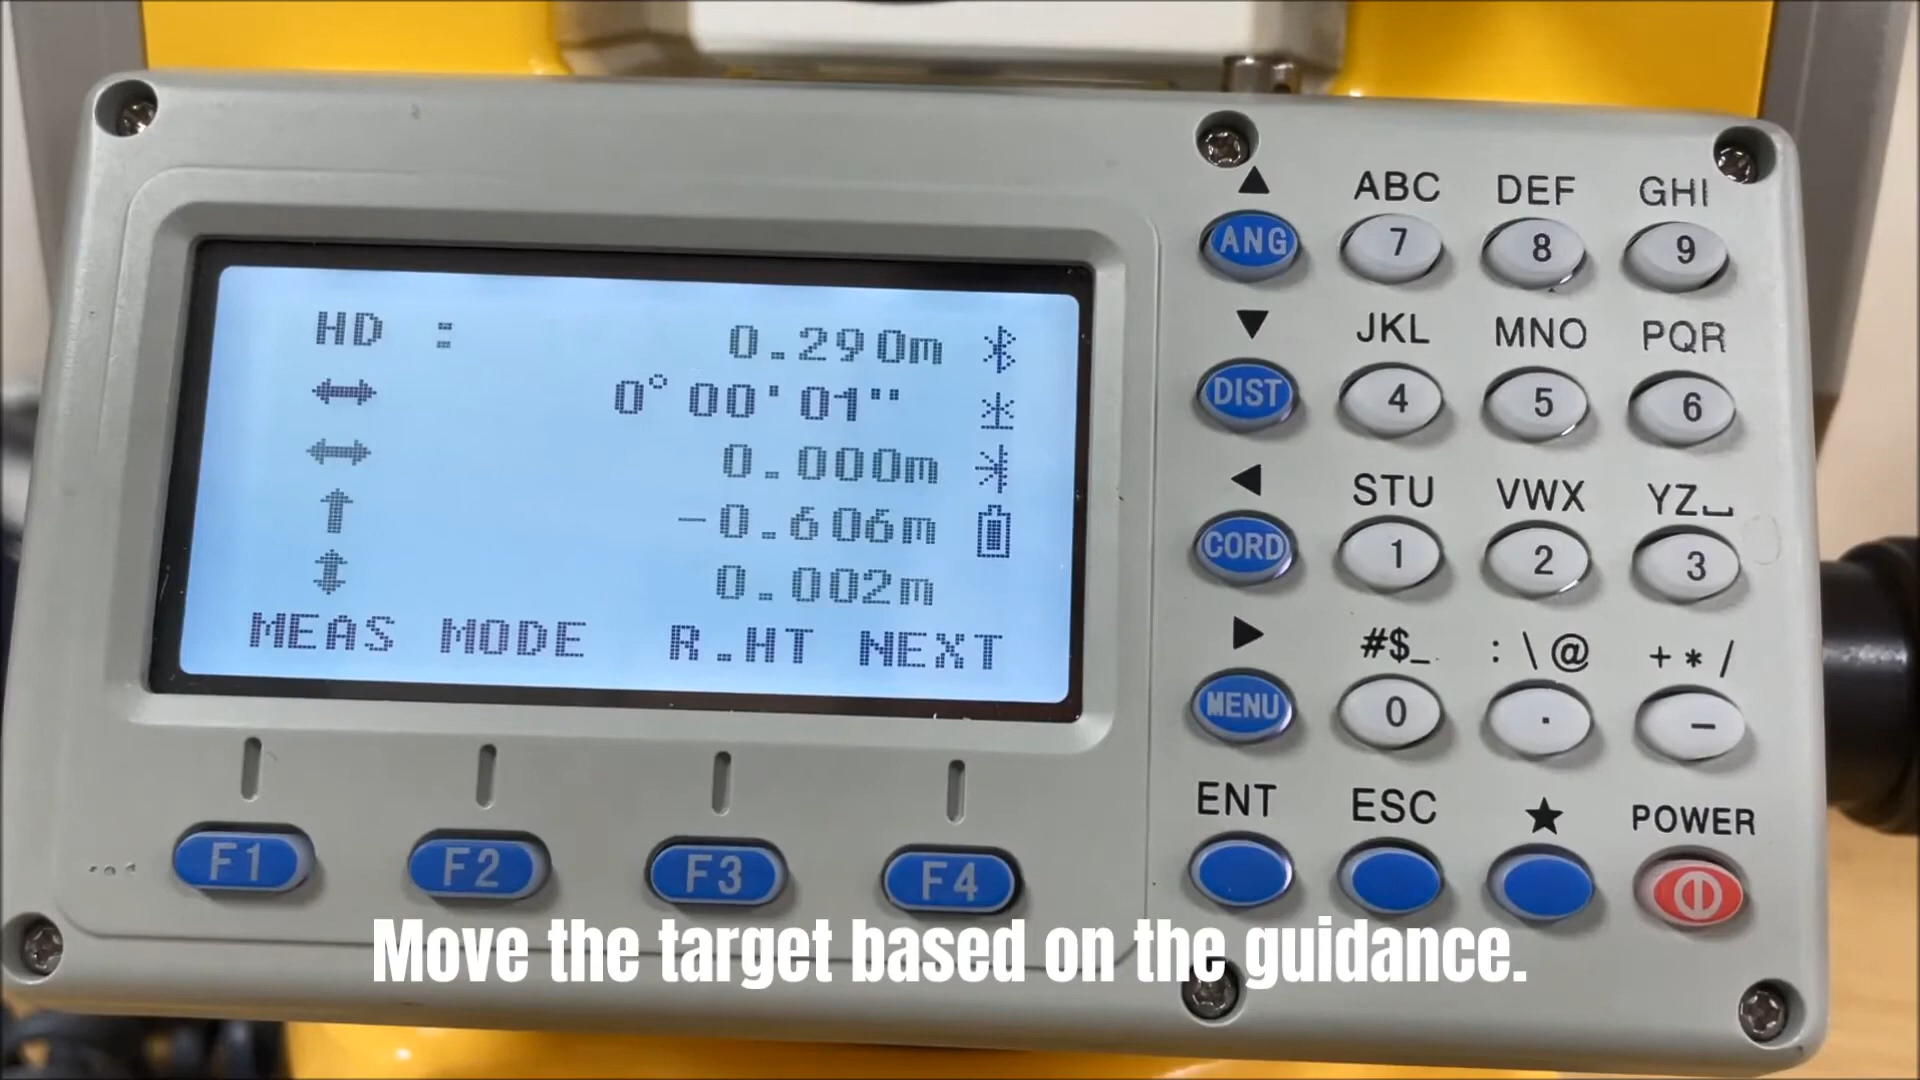 HD : 0.290m
0°00'01"
0.000m
-0.606m
0.002m
MEAS MODE R.HT NEXT
F1 F2 F3 F4
ABC DEF GHI
ANG 7 8 9
JKL MNO PQR
DIST 4 5 6
STU VWX YZ⎵
CORD 1 2 3
#$_ :\@ +*/
MENU 0 . -
ENT ESC ★ POWER
Move the target based on the guidance.